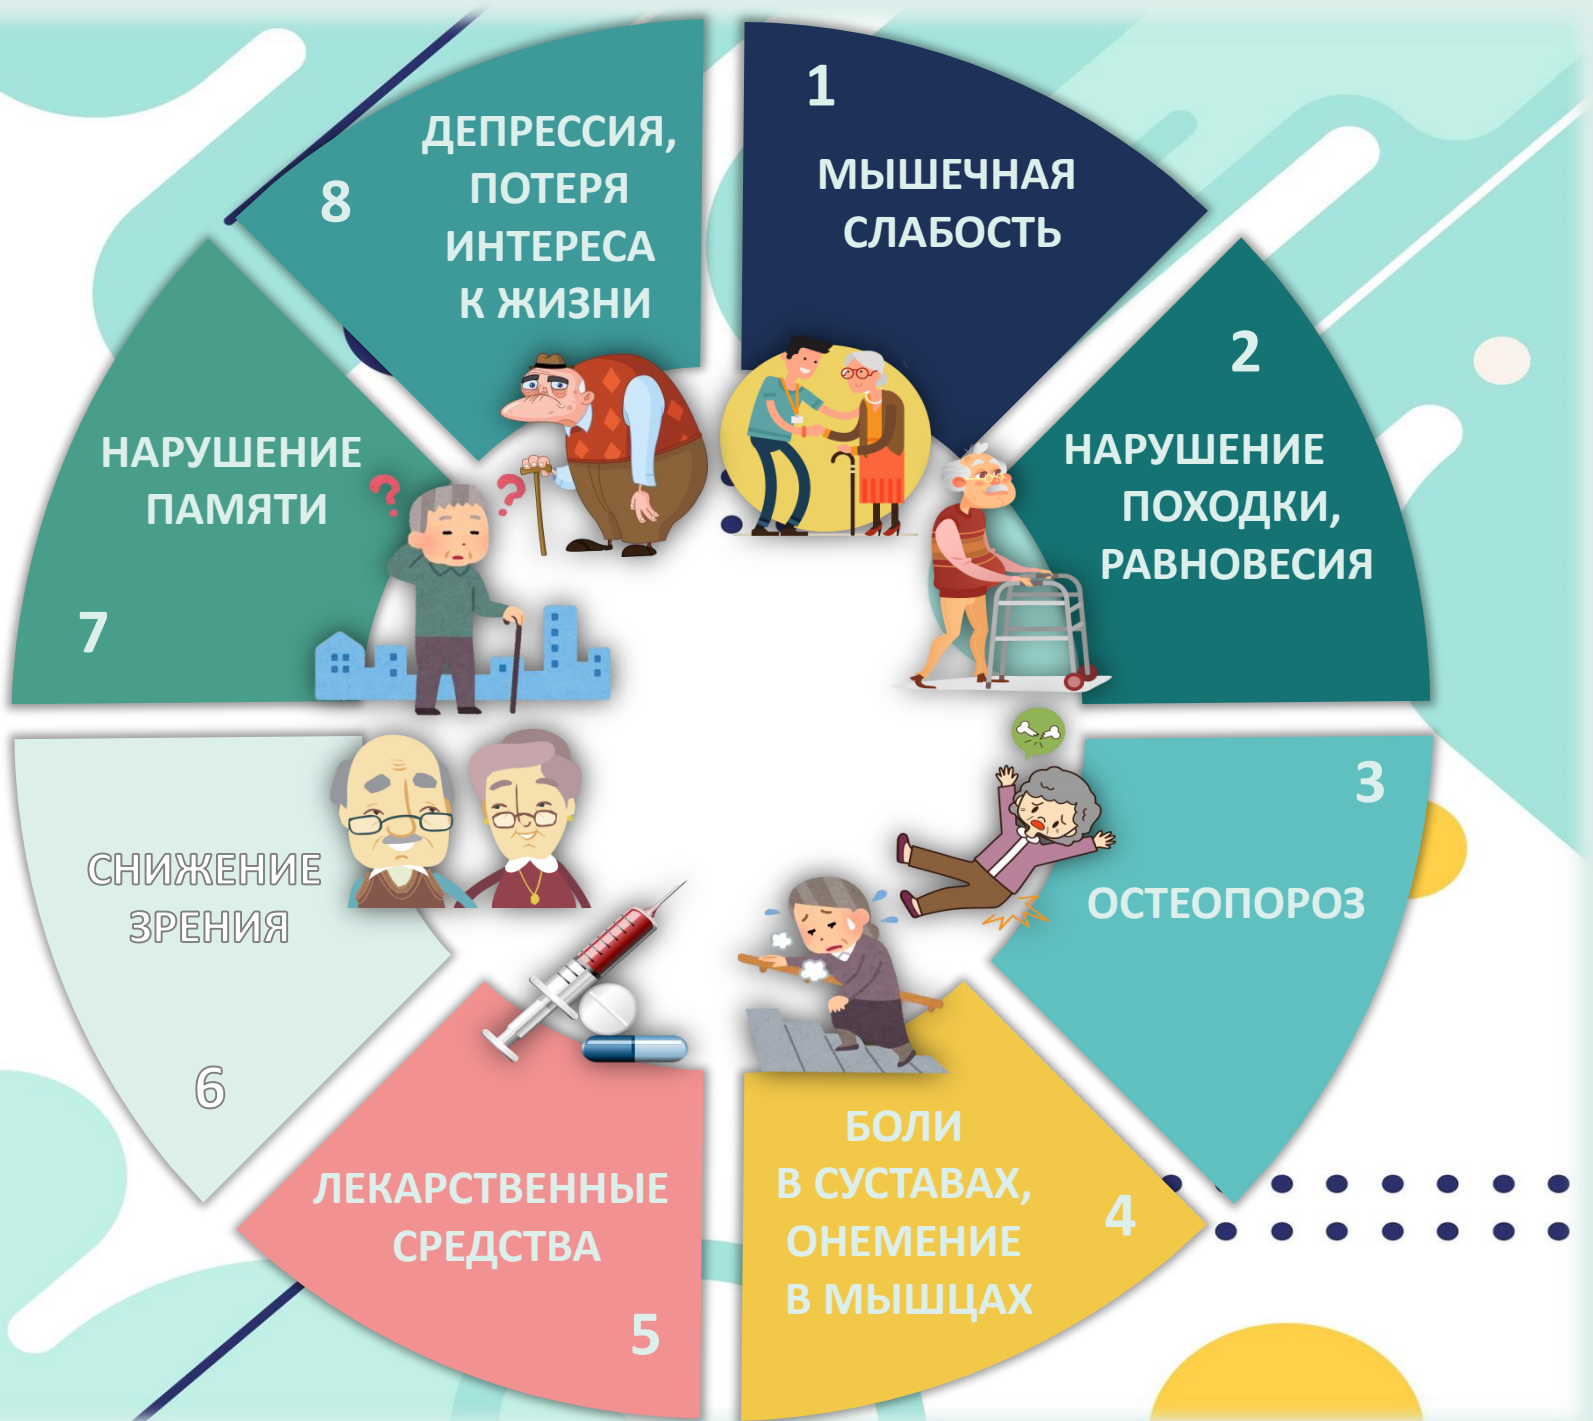 1
МЫШЕЧНАЯ
СЛАБОСТЬ
2
НАРУШЕНИЕ
ПОХОДКИ,
РАВНОВЕСИЯ
3
ОСТЕОПОРОЗ
БОЛИ
В СУСТАВАХ,
ОНЕМЕНИЕ
В МЫШЦАХ
4
ЛЕКАРСТВЕННЫЕ
СРЕДСТВА
5
СНИЖЕНИЕ
ЗРЕНИЯ
6
НАРУШЕНИЕ
ПАМЯТИ
7
? ?
8
ДЕПРЕССИЯ,
ПОТЕРЯ
ИНТЕРЕСА
К ЖИЗНИ